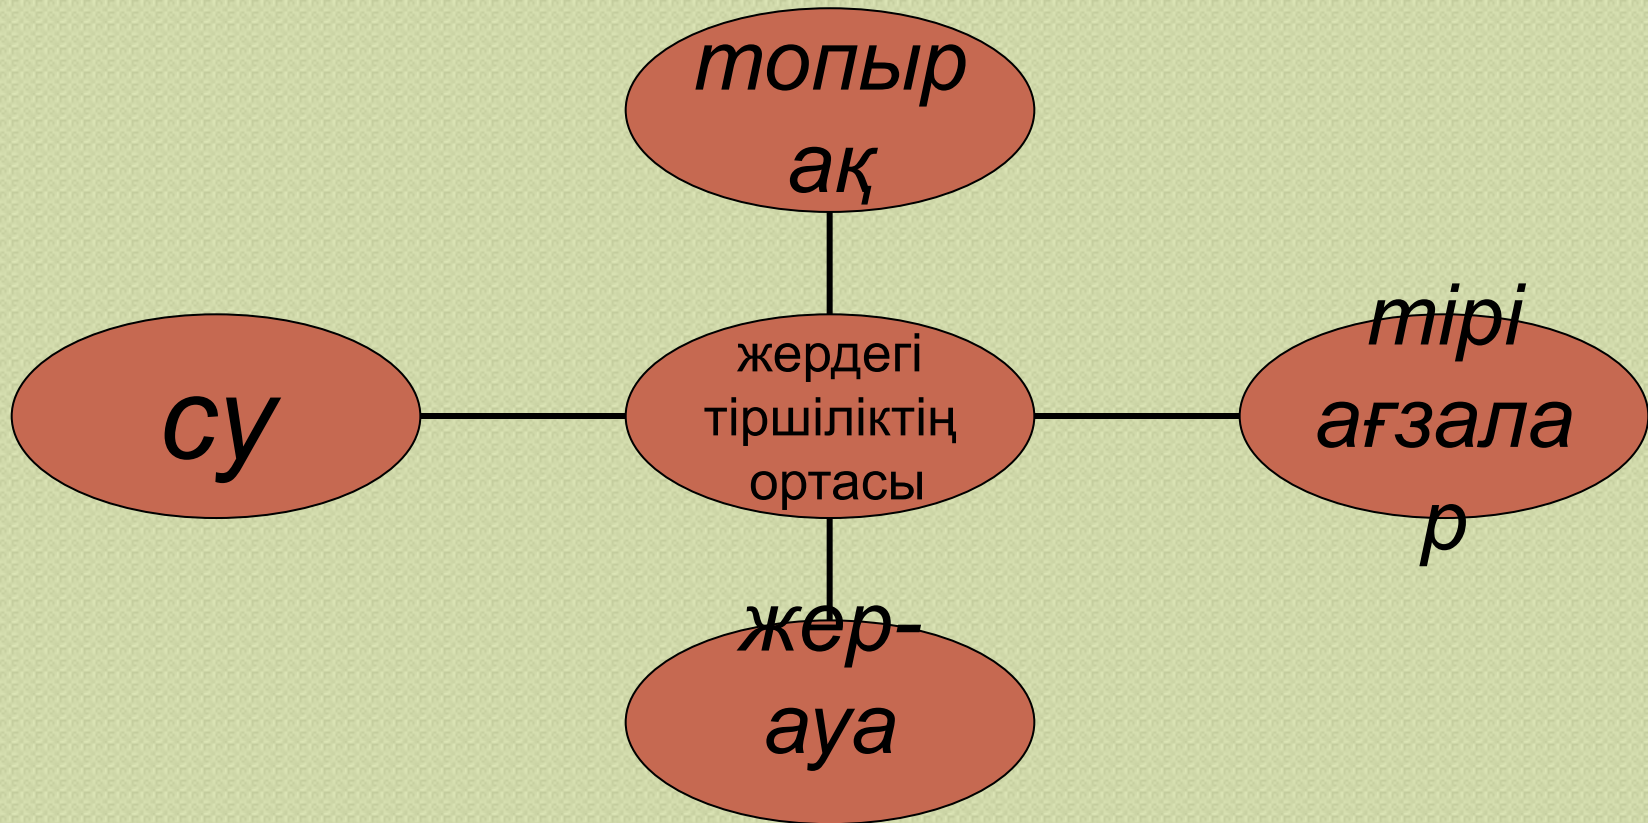 топыр
ақ
су
жердегі
тіршіліктің
ортасы
тірі
ағзала
р
жер-
ауа